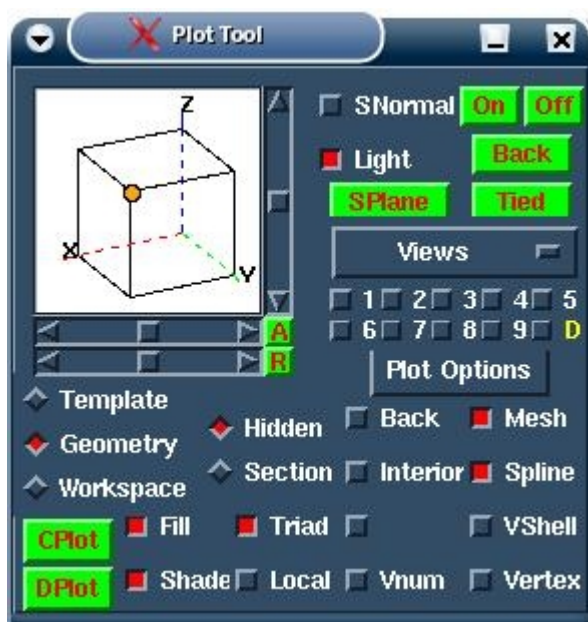 Plot Tool
Z
X
Y
A
R
SNormal On Off
Light Back
SPlane Tied
Views
1 2 3 4 5
6 7 8 9 D
Plot Options
Template
Geometry
Workspace
Hidden
Section
Back Mesh
Interior Spline
CPlot Fill Triad VShell
DPlot Shade Local Vnum Vertex